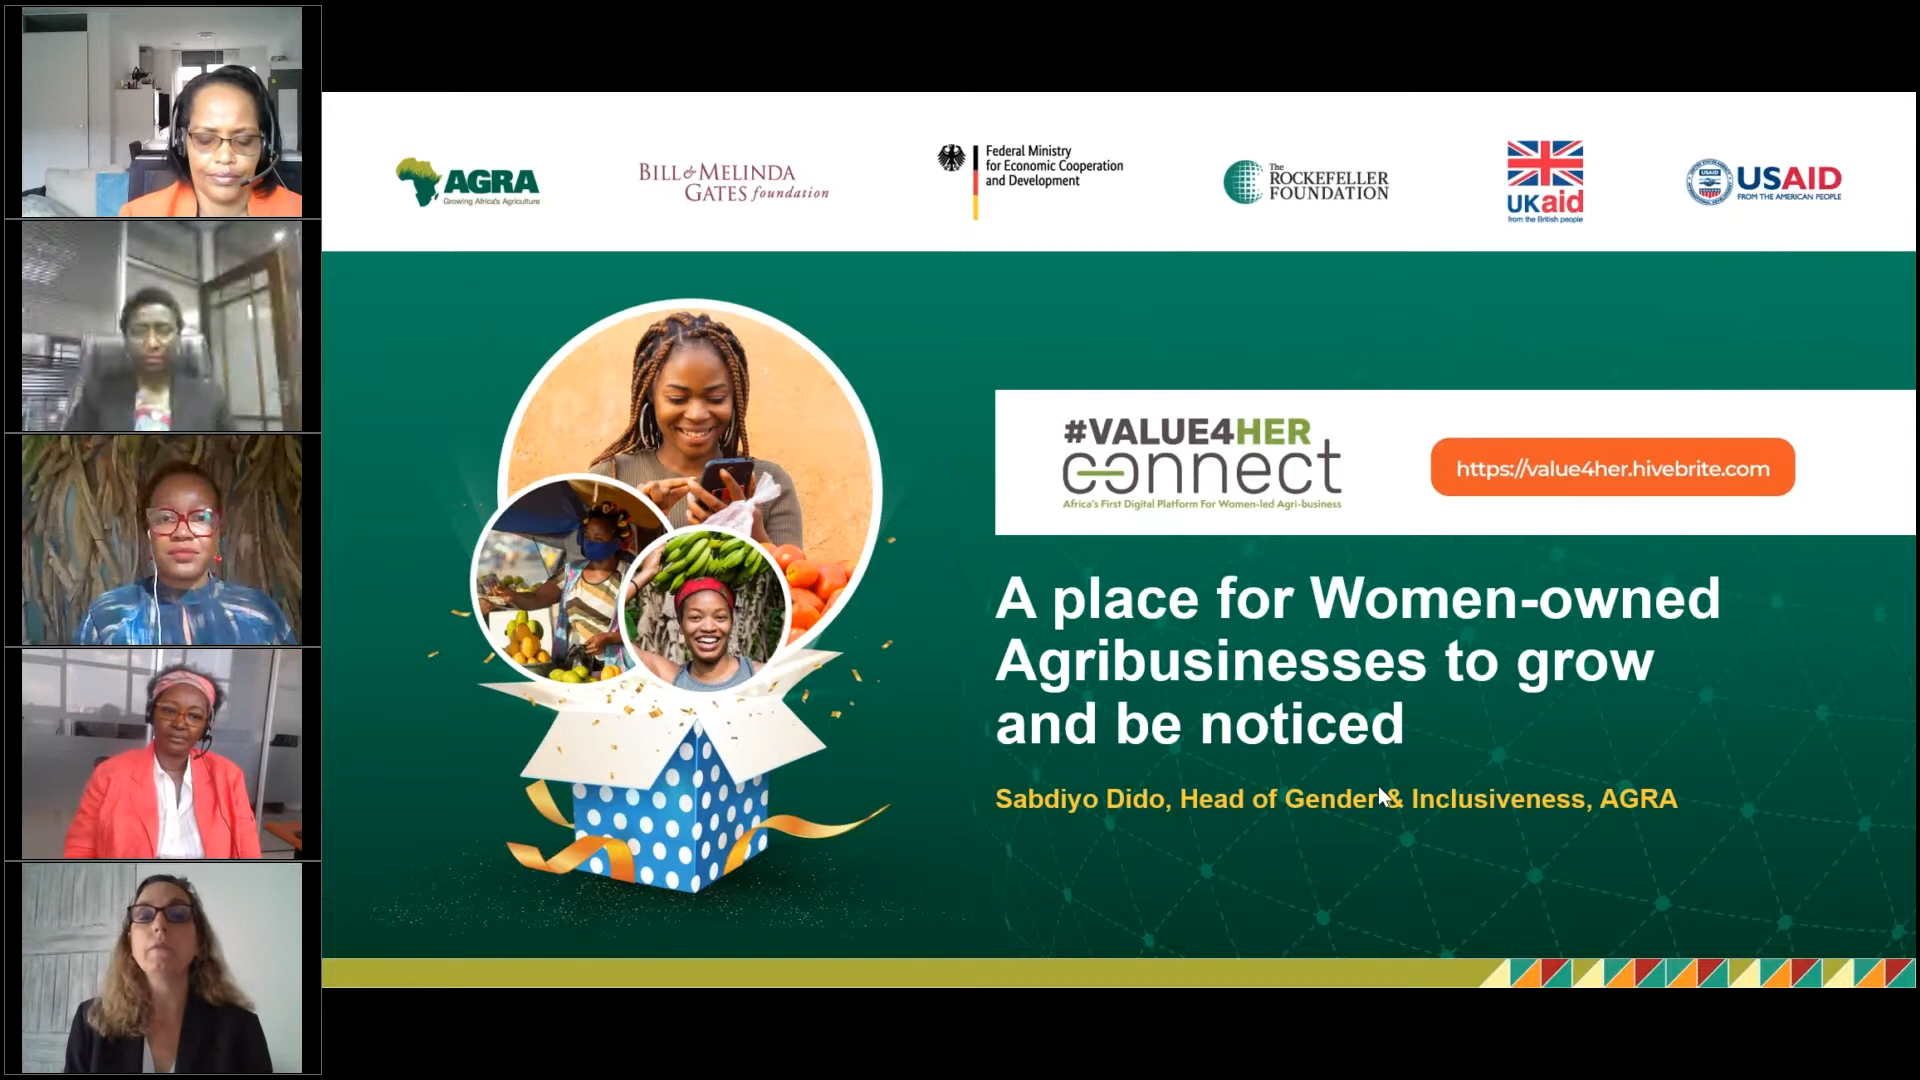 AGRA
Growing Africa's Agriculture
BILL & MELINDA
GATES foundation
Federal Ministry
for Economic Cooperation
and Development
The
ROCKEFELLER
FOUNDATION
UKaid
from the British people
USAID
USAID
FROM THE AMERICAN PEOPLE
#VALUE4HER
connect
Africa's First Digital Platform For Women-led Agri-business
https://value4her.hivebrite.com
A place for Women-owned
Agribusinesses to grow
and be noticed
Sabdiyo Dido, Head of Gender & Inclusiveness, AGRA